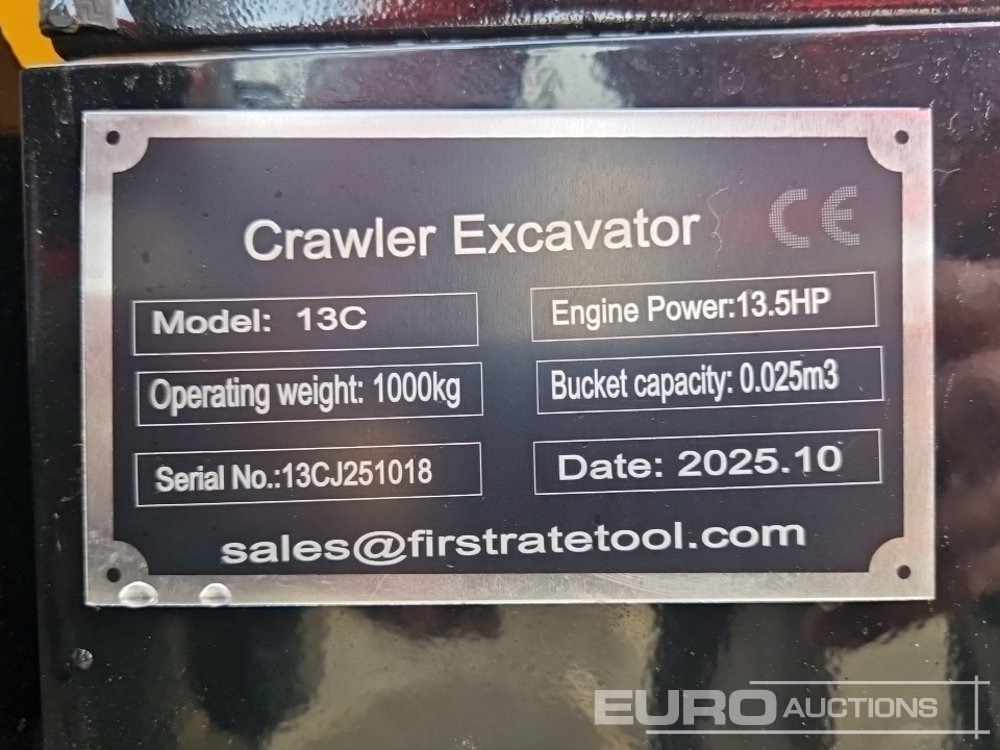 CE
Crawler Excavator
Model: 13C
Engine Power:13.5HP
Operating weight: 1000kg
Bucket capacity: 0.025m3
Serial No.:13CJ251018
Date: 2025.10
sales@firstratetool.com
EURO AUCTIONS